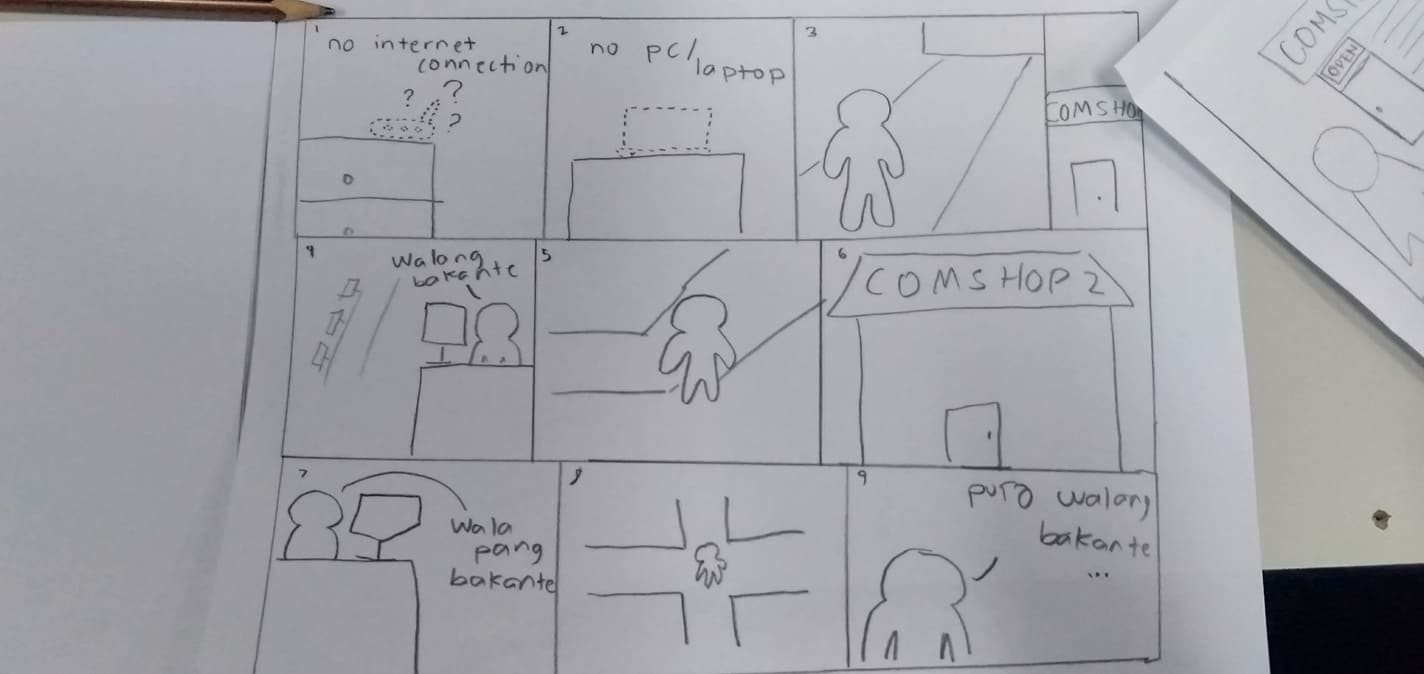 1
no internet
connection
? ? ?
2
no PC/
laptop
3
COMSHO
4
walang
bakante
5
6
COMSHOP 2
7
wala
pang
bakante
8
9
puro walang
bakante
...
COMS
OPEN